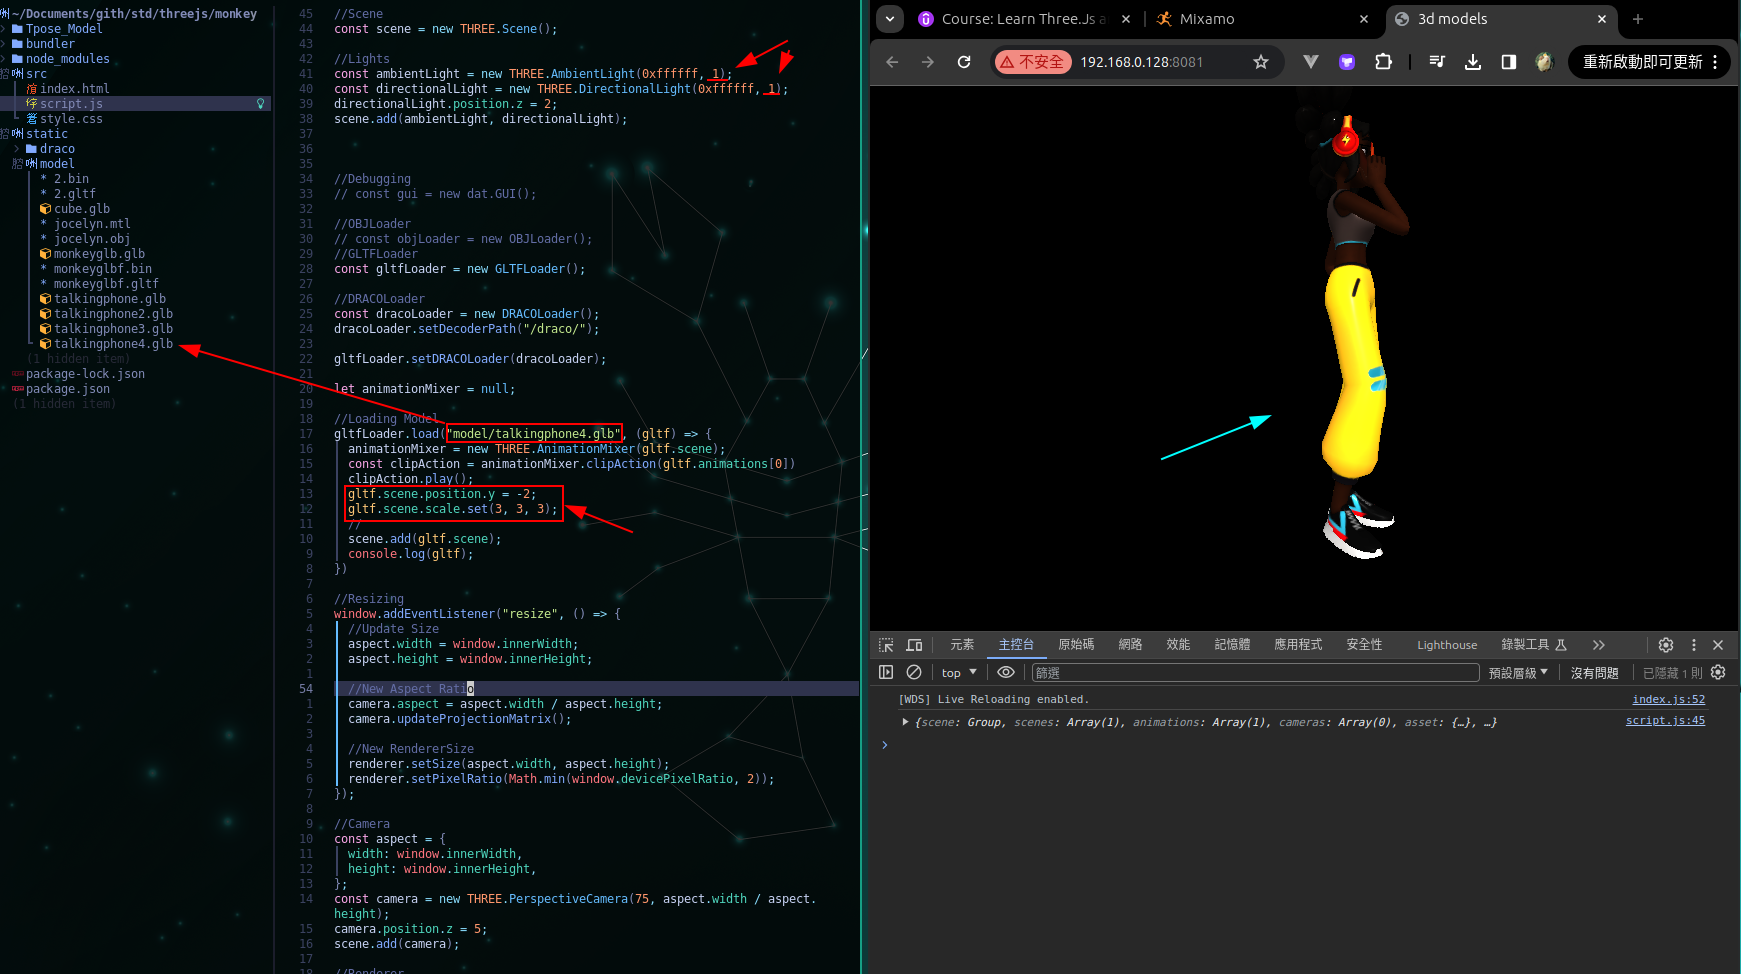 ~/Documents/gith/std/threejs/monkey
Tpose_Model
bundler
node_modules
src
index.html
script.js
style.css
static
draco
model
* 2.bin
* 2.gltf
cube.glb
* jocelyn.mtl
* jocelyn.obj
monkeyglb.glb
* monkeyglbf.bin
* monkeyglbf.gltf
talkingphone.glb
talkingphone2.glb
talkingphone3.glb
talkingphone4.glb
(1 hidden item)
package-lock.json
package.json
(1 hidden item)
45 //Scene
44 const scene = new THREE.Scene();
43
42 //Lights
41 const ambientLight = new THREE.AmbientLight(0xffffff, 1);
40 const directionalLight = new THREE.DirectionalLight(0xffffff, 1);
39 directionalLight.position.z = 2;
38 scene.add(ambientLight, directionalLight);
37
36
35
34 //Debugging
33 // const gui = new dat.GUI();
32
31 //OBJLoader
30 // const objLoader = new OBJLoader();
29 //GLTFLoader
28 const gltfLoader = new GLTFLoader();
27
26 //DRACOLoader
25 const dracoLoader = new DRACOLoader();
24 dracoLoader.setDecoderPath("/draco/");
23
22 gltfLoader.setDRACOLoader(dracoLoader);
21
20 let animationMixer = null;
19
18 //Loading Model
17 gltfLoader.load("model/talkingphone4.glb", (gltf) => {
16 animationMixer = new THREE.AnimationMixer(gltf.scene);
15 const clipAction = animationMixer.clipAction(gltf.animations[0])
14 clipAction.play();
13 gltf.scene.position.y = -2;
12 gltf.scene.scale.set(3, 3, 3);
11 //
10 scene.add(gltf.scene);
9 console.log(gltf);
8 })
7
6 //Resizing
5 window.addEventListener("resize", () => {
4 //Update Size
3 aspect.width = window.innerWidth;
2 aspect.height = window.innerHeight;
1
54 //New Aspect Ratio
1 camera.aspect = aspect.width / aspect.height;
2 camera.updateProjectionMatrix();
3
4 //New RendererSize
5 renderer.setSize(aspect.width, aspect.height);
6 renderer.setPixelRatio(Math.min(window.devicePixelRatio, 2));
7 });
8
9 //Camera
10 const aspect = {
11 width: window.innerWidth,
12 height: window.innerHeight,
13 };
14 const camera = new THREE.PerspectiveCamera(75, aspect.width / aspect.
height);
15 camera.position.z = 5;
16 scene.add(camera);
17
18 //Renderer
Course: Learn Three.Js a
Mixamo
3d models
不安全 192.168.0.128:8081
重新啟動即可更新
元素 主控台 原始碼 網路 效能 記憶體 應用程式 安全性 Lighthouse 錄製工具
top 篩選 預設層級 沒有問題 已隱藏 1 則
[WDS] Live Reloading enabled. index.js:52
{scene: Group, scenes: Array(1), animations: Array(1), cameras: Array(0), asset: {…}, …} script.js:45